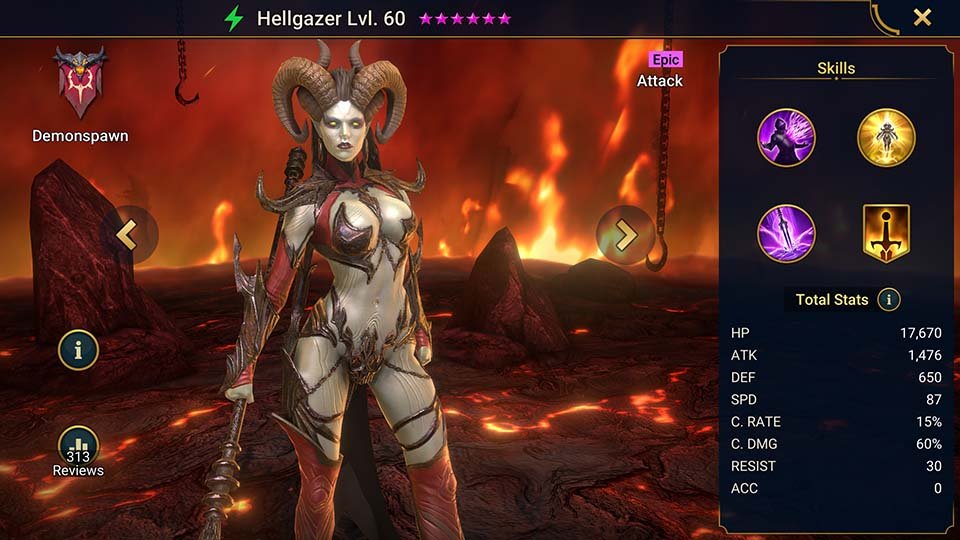 Hellgazer Lvl. 60
Demonspawn
Epic
Attack
Skills
Total Stats
HP 17,670
ATK 1,476
DEF 650
SPD 87
C. RATE 15%
C. DMG 60%
RESIST 30
ACC 0
313
Reviews